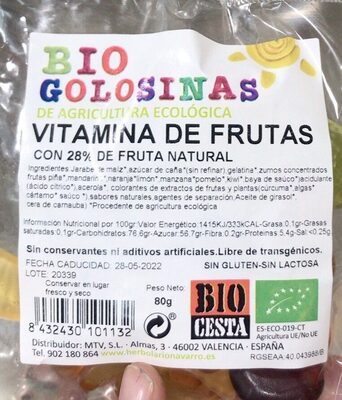 BIO
GOLOSINAS
DE AGRICULTURA ECOLÓGICA
VITAMINA DE FRUTAS
CON 28% DE FRUTA NATURAL
Ingredientes:Jarabe de maíz*,azúcar de caña*(sin refinar),gelatina*,zumos concentrados
frutas piña*,mandarina*,naranja*limón*,manzana*pomelo*,kiwi*,baya de saúco*)acidulante
(ácido cítrico*),acerola*, colorantes de extractos de frutas y plantas(cúrcuma*,algas*
cártamo* saúco*),sabores naturales,agentes de separación:Aceite de girasol*,
cera de carnauba) *Procedente de agricultura ecológica
Información Nutricional por 100gr Valor Energético 1415KJ/333kCAL-Grasa:0.1gr-Grasas
saturadas 0.1gr-Carbohidratos:76.6gr-Azucar:56.7gr-Fibra:0.2gr-Proteínas:5.4g-Sal:<0.25g
Sin conservantes ni aditivos artificiales.Libre de transgénicos.
FECHA CADUCIDAD 28-05-2022
SIN GLUTEN-SIN LACTOSA
LOTE: 20339
Conservar en lugar
fresco y seco
Peso Neto:
80g
8 432430 101132
BIO
CESTA
ES-ECO-019-CT
Agricultura UE/No UE
Distribuidor: MTV, S.L. - Almas, 3 - 46002 VALENCIA - ESPAÑA
Tel. 902 180 864
www.herbolarionavarro.es
RGSEAA 40.043988/B